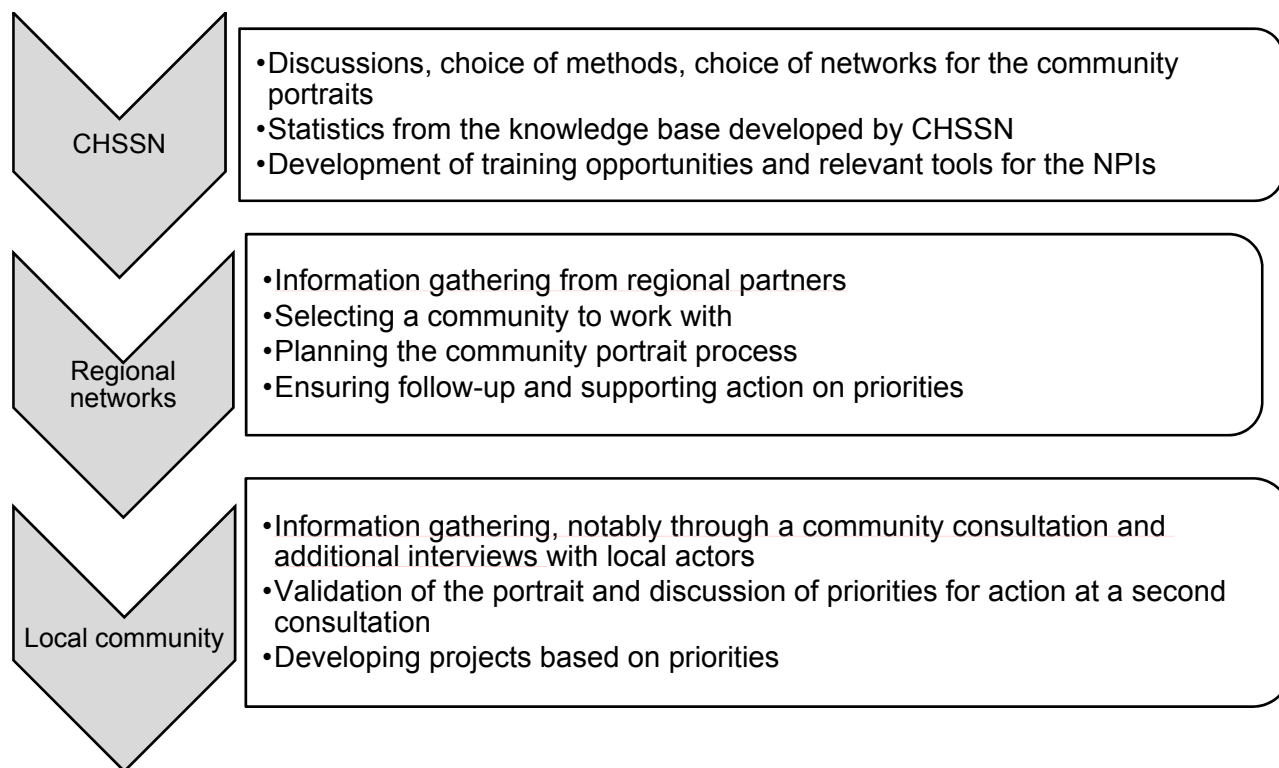 CHSSN
•Discussions, choice of methods, choice of networks for the community
portraits
•Statistics from the knowledge base developed by CHSSN
•Development of training opportunities and relevant tools for the NPIs
Regional
networks
•Information gathering from regional partners
•Selecting a community to work with
•Planning the community portrait process
•Ensuring follow-up and supporting action on priorities
Local community
•Information gathering, notably through a community consultation and
additional interviews with local actors
•Validation of the portrait and discussion of priorities for action at a second
consultation
•Developing projects based on priorities